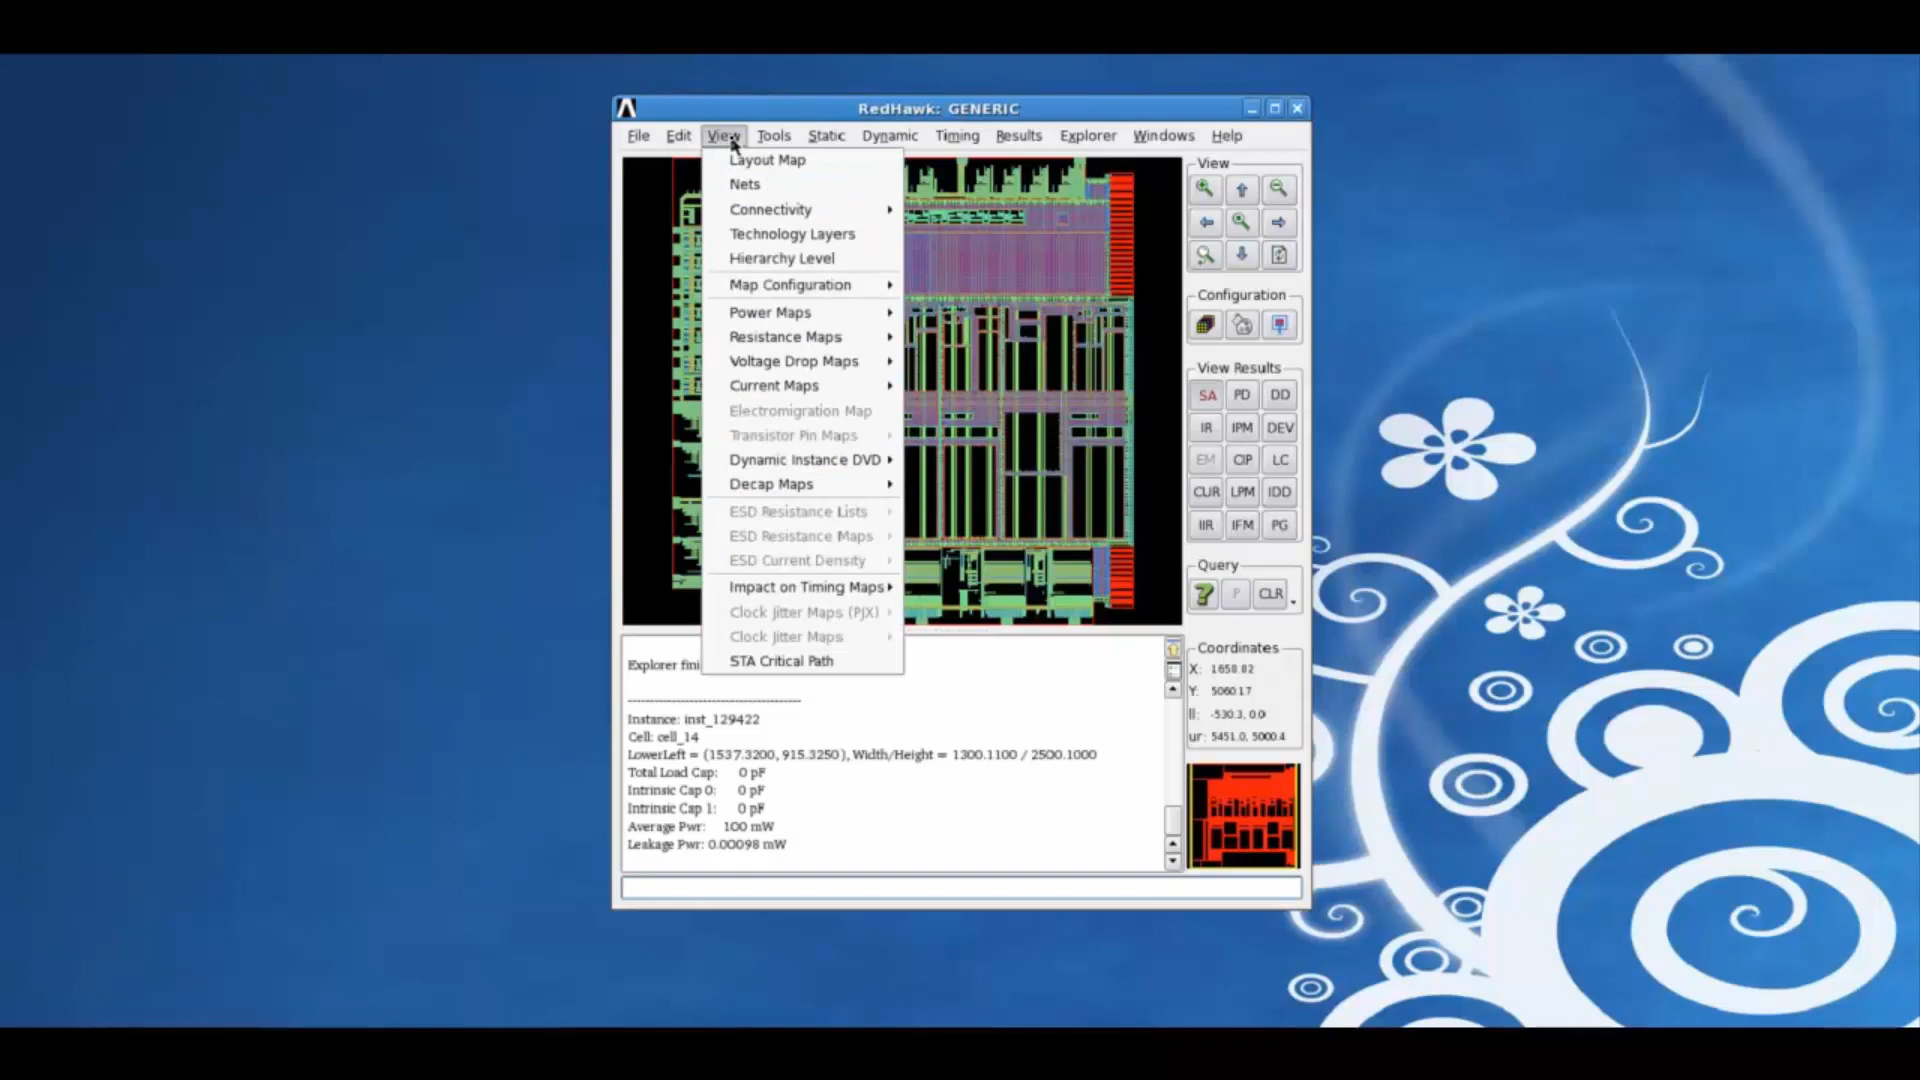 RedHawk: GENERIC
File Edit View Tools Static Dynamic Timing Results Explorer Windows Help
Layout Map
Nets
Connectivity
Technology Layers
Hierarchy Level
Map Configuration
Power Maps
Resistance Maps
Voltage Drop Maps
Current Maps
Electromigration Map
Transistor Pin Maps
Dynamic Instance DVD
Decap Maps
ESD Resistance Lists
ESD Resistance Maps
ESD Current Density
Impact on Timing Maps
Clock Jitter Maps (PJX)
Clock Jitter Maps
STA Critical Path
View
Configuration
View Results
SA PD DD
IR IPM DEV
EM CIP LC
CUR LPM IDD
IIR IFM PG
Query
P CLR
Coordinates
X: 1658.82
Y: 5060.17
ll: -530.3, 0.0
ur: 5451.0, 5000.4
Explorer fini
----------------------------------------
Instance: inst_129422
Cell: cell_14
LowerLeft = (1537.3200, 915.3250), Width/Height = 1300.1100 / 2500.1000
Total Load Cap: 0 pF
Intrinsic Cap 0: 0 pF
Intrinsic Cap 1: 0 pF
Average Pwr: 100 mW
Leakage Pwr: 0.00098 mW